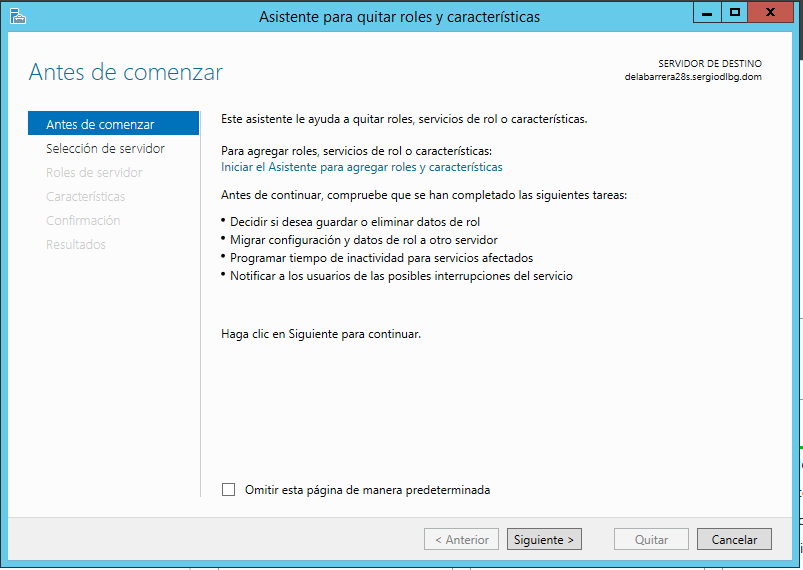 Asistente para quitar roles y características
Antes de comenzar
SERVIDOR DE DESTINO
delabarrera28s.sergiodlbg.dom
Antes de comenzar
Selección de servidor
Roles de servidor
Características
Confirmación
Resultados
Este asistente le ayuda a quitar roles, servicios de rol o características.
Para agregar roles, servicios de rol o características:
Iniciar el Asistente para agregar roles y características
Antes de continuar, compruebe que se han completado las siguientes tareas:
• Decidir si desea guardar o eliminar datos de rol
• Migrar configuración y datos de rol a otro servidor
• Programar tiempo de inactividad para servicios afectados
• Notificar a los usuarios de las posibles interrupciones del servicio
Haga clic en Siguiente para continuar.
Omitir esta página de manera predeterminada
< Anterior
Siguiente >
Quitar
Cancelar